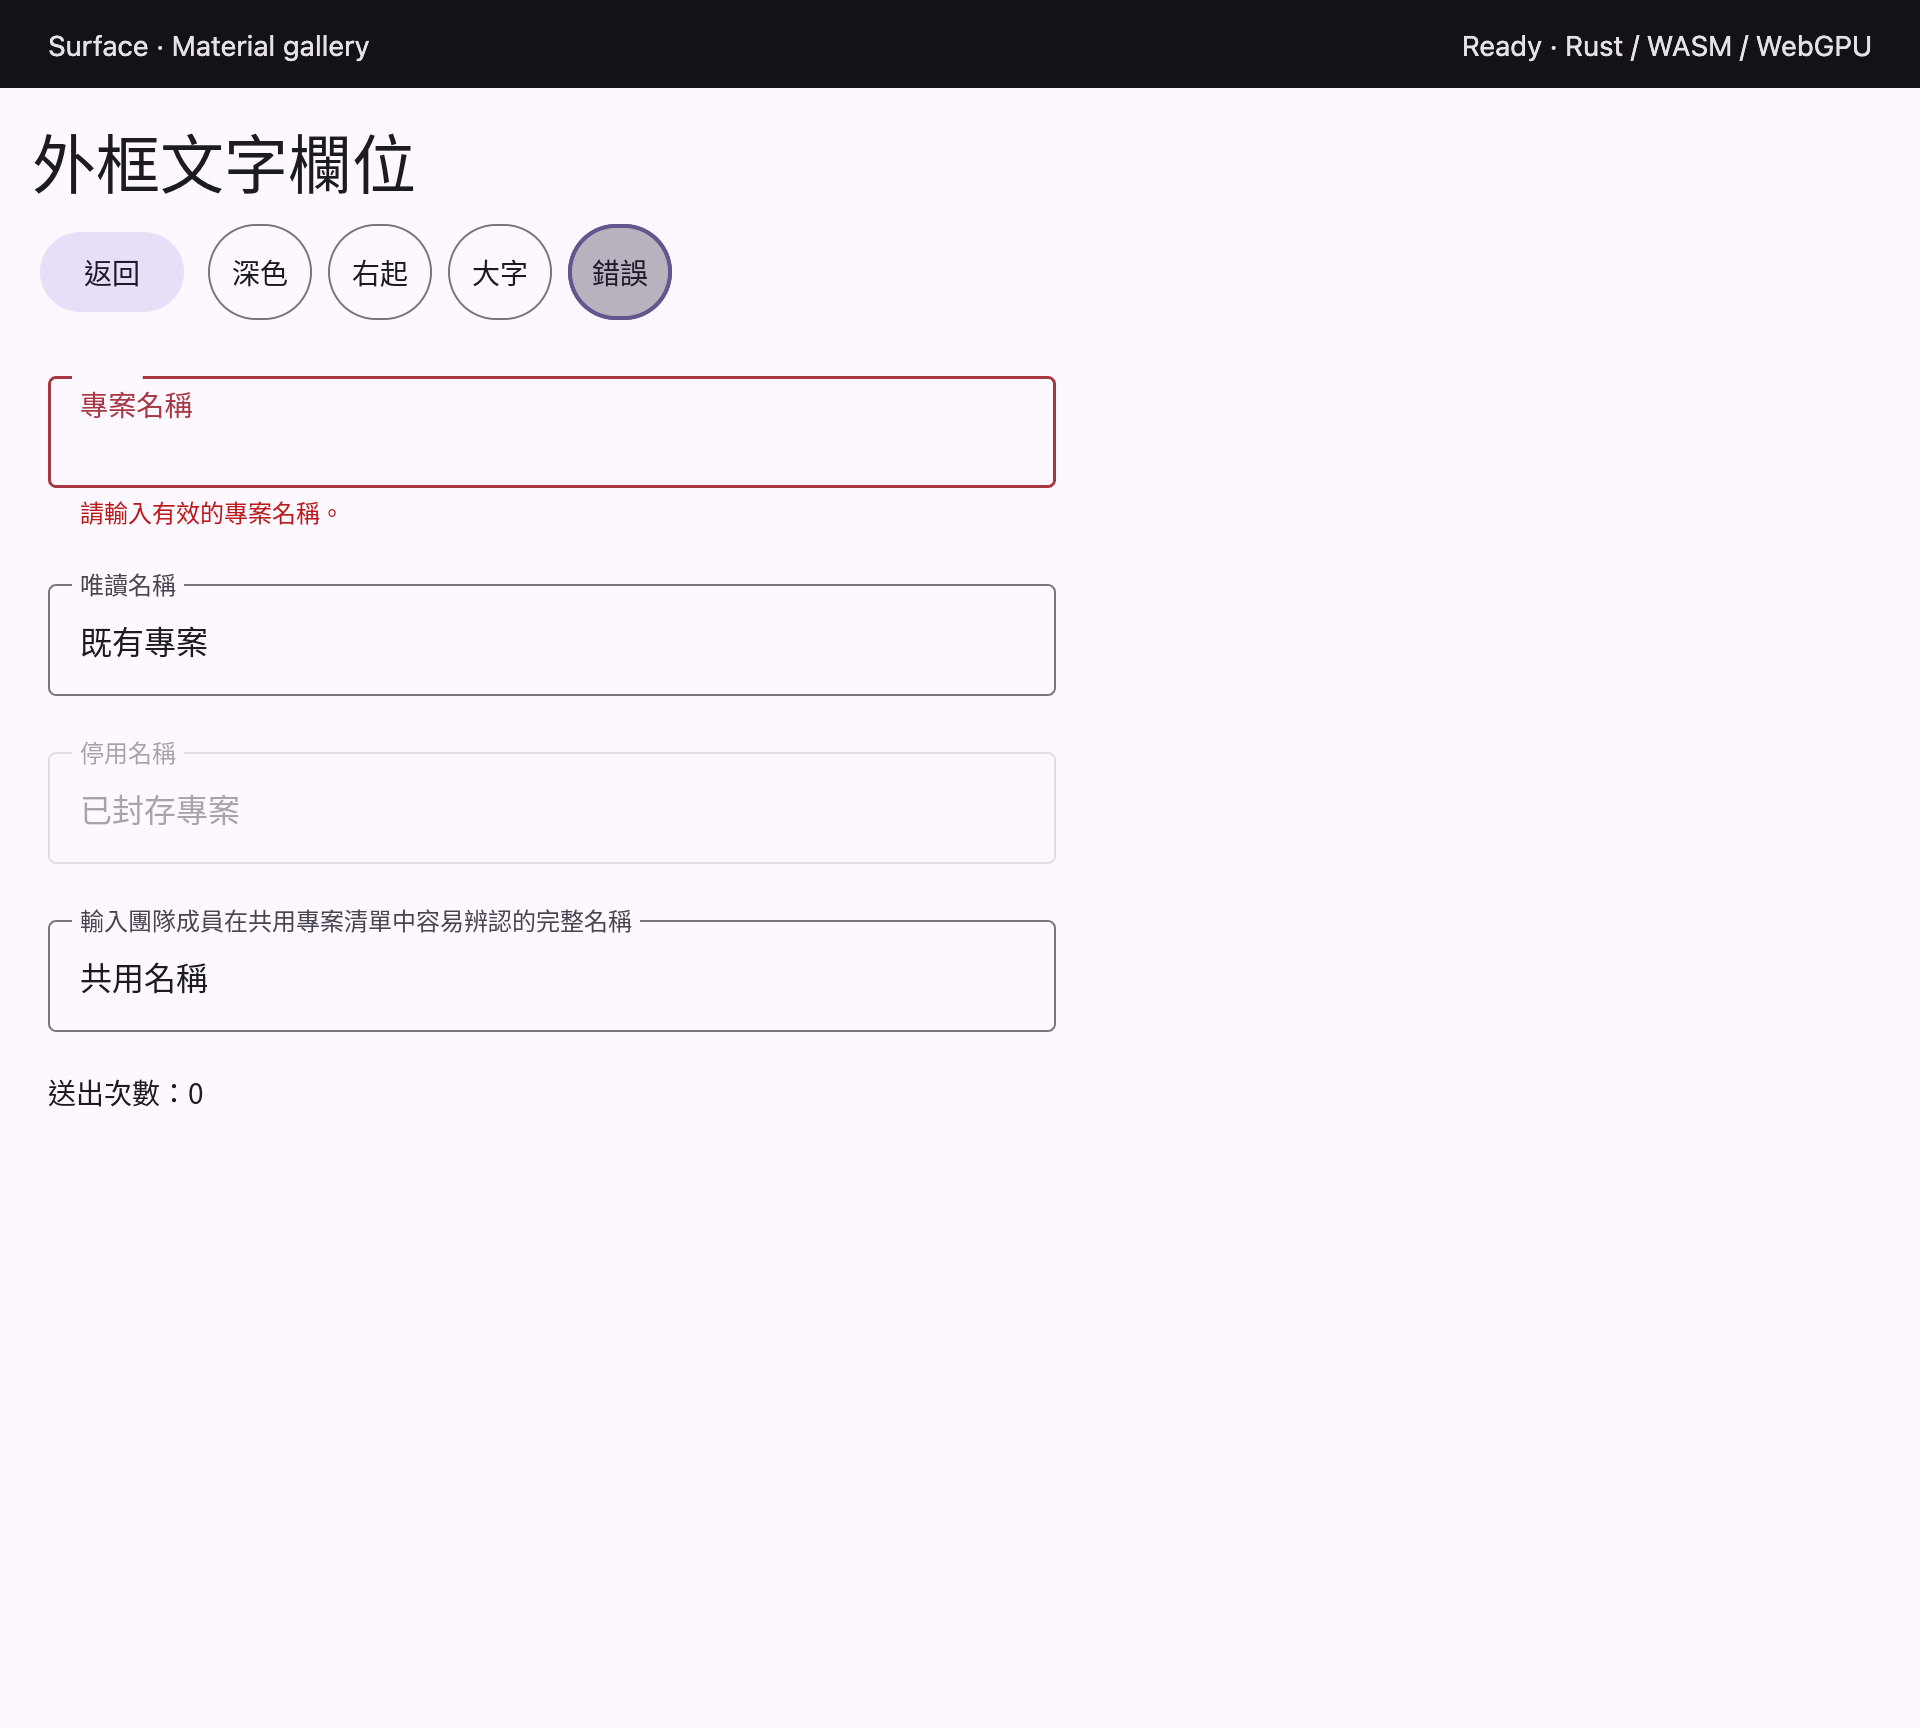 Surface · Material gallery
Ready · Rust / WASM / WebGPU
外框文字欄位
返回 深色 右起 大字 錯誤
專案名稱
請輸入有效的專案名稱。
唯讀名稱
既有專案
停用名稱
已封存專案
輸入團隊成員在共用專案清單中容易辨認的完整名稱
共用名稱
送出次數：0